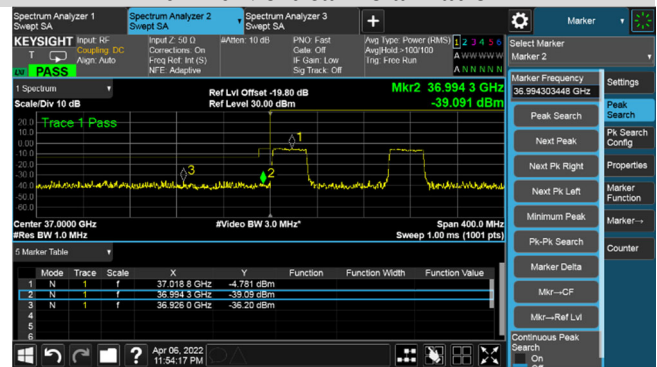 Spectrum Analyzer 1
Swept SA
Spectrum Analyzer 2
Swept SA
Spectrum Analyzer 3
Swept SA
Marker
KEYSIGHT
Input: RF
Coupling: DC
Align: Auto
Input Z: 50 Ω
Corrections: On
Freq Ref: Int (S)
NFE: Adaptive
#Atten: 10 dB
PNO: Fast
Gate: Off
IF Gain: Low
Sig Track: Off
Avg Type: Power (RMS)
Avg|Hold >100/100
Trig: Free Run
1 2 3 4 5 6
A W W W W W
A N N N N N
Select Marker
Marker 2
PASS
1 Spectrum
Scale/Div 10 dB
Ref Lvl Offset -19.80 dB
Ref Level 30.00 dBm
Mkr2 36.994 3 GHz
-39.091 dBm
Trace 1 Pass
20.0
10.0
0.00
-10.0
-20.0
-30.0
-40.0
-50.0
-60.0
1
2
3
Center 37.0000 GHz
#Res BW 1.0 MHz
#Video BW 3.0 MHz*
Span 400.0 MHz
Sweep 1.00 ms (1001 pts)
5 Marker Table
Mode Trace Scale X Y Function Function Width Function Value
1 N 1 f 37.018 8 GHz -4.781 dBm
2 N 1 f 36.994 3 GHz -39.09 dBm
3 N 1 f 36.926 0 GHz -36.20 dBm
4
5
6
Apr 06, 2022
11:54:17 PM
Marker Frequency
36.994303448 GHz
Peak Search
Next Peak
Next Pk Right
Next Pk Left
Minimum Peak
Pk-Pk Search
Marker Delta
Mkr→CF
Mkr→Ref Lvl
Continuous Peak
Search
On
Off
Settings
Peak
Search
Pk Search
Config
Properties
Marker
Function
Marker→
Counter